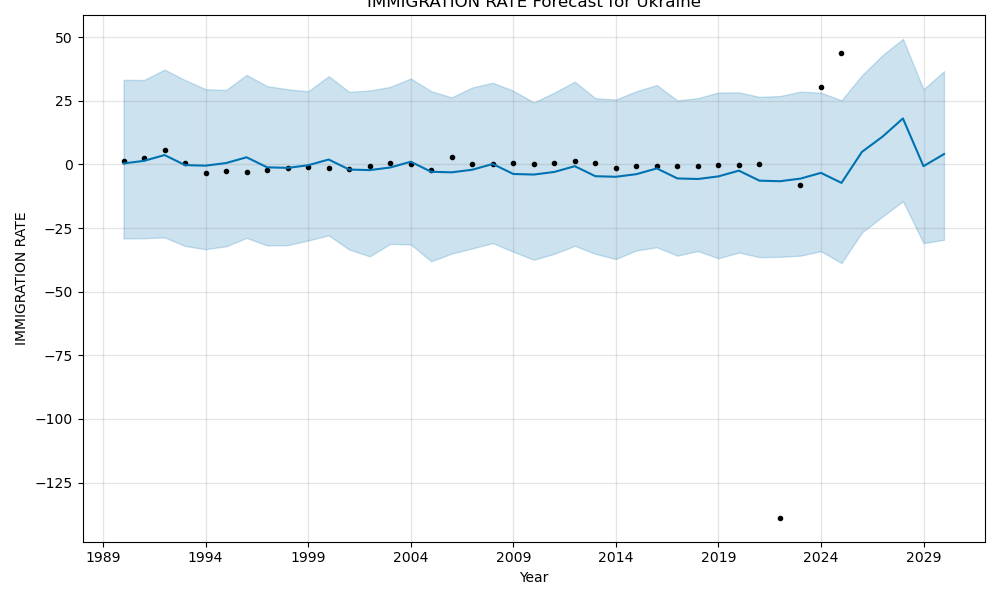 IMMIGRATION RATE Forecast for Ukraine
IMMIGRATION RATE
50
25
0
−25
−50
−75
−100
−125
1989 1994 1999 2004 2009 2014 2019 2024 2029
Year